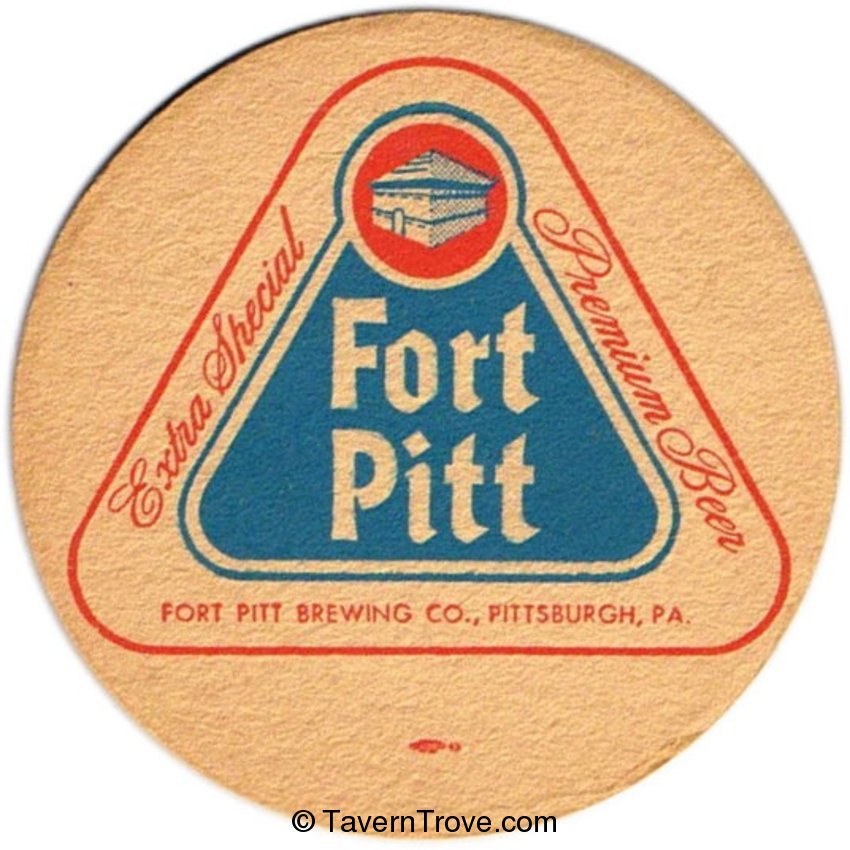 Extra Special
Premium Beer
Fort
Pitt
FORT PITT BREWING CO., PITTSBURGH, PA.
© TavernTrove.com